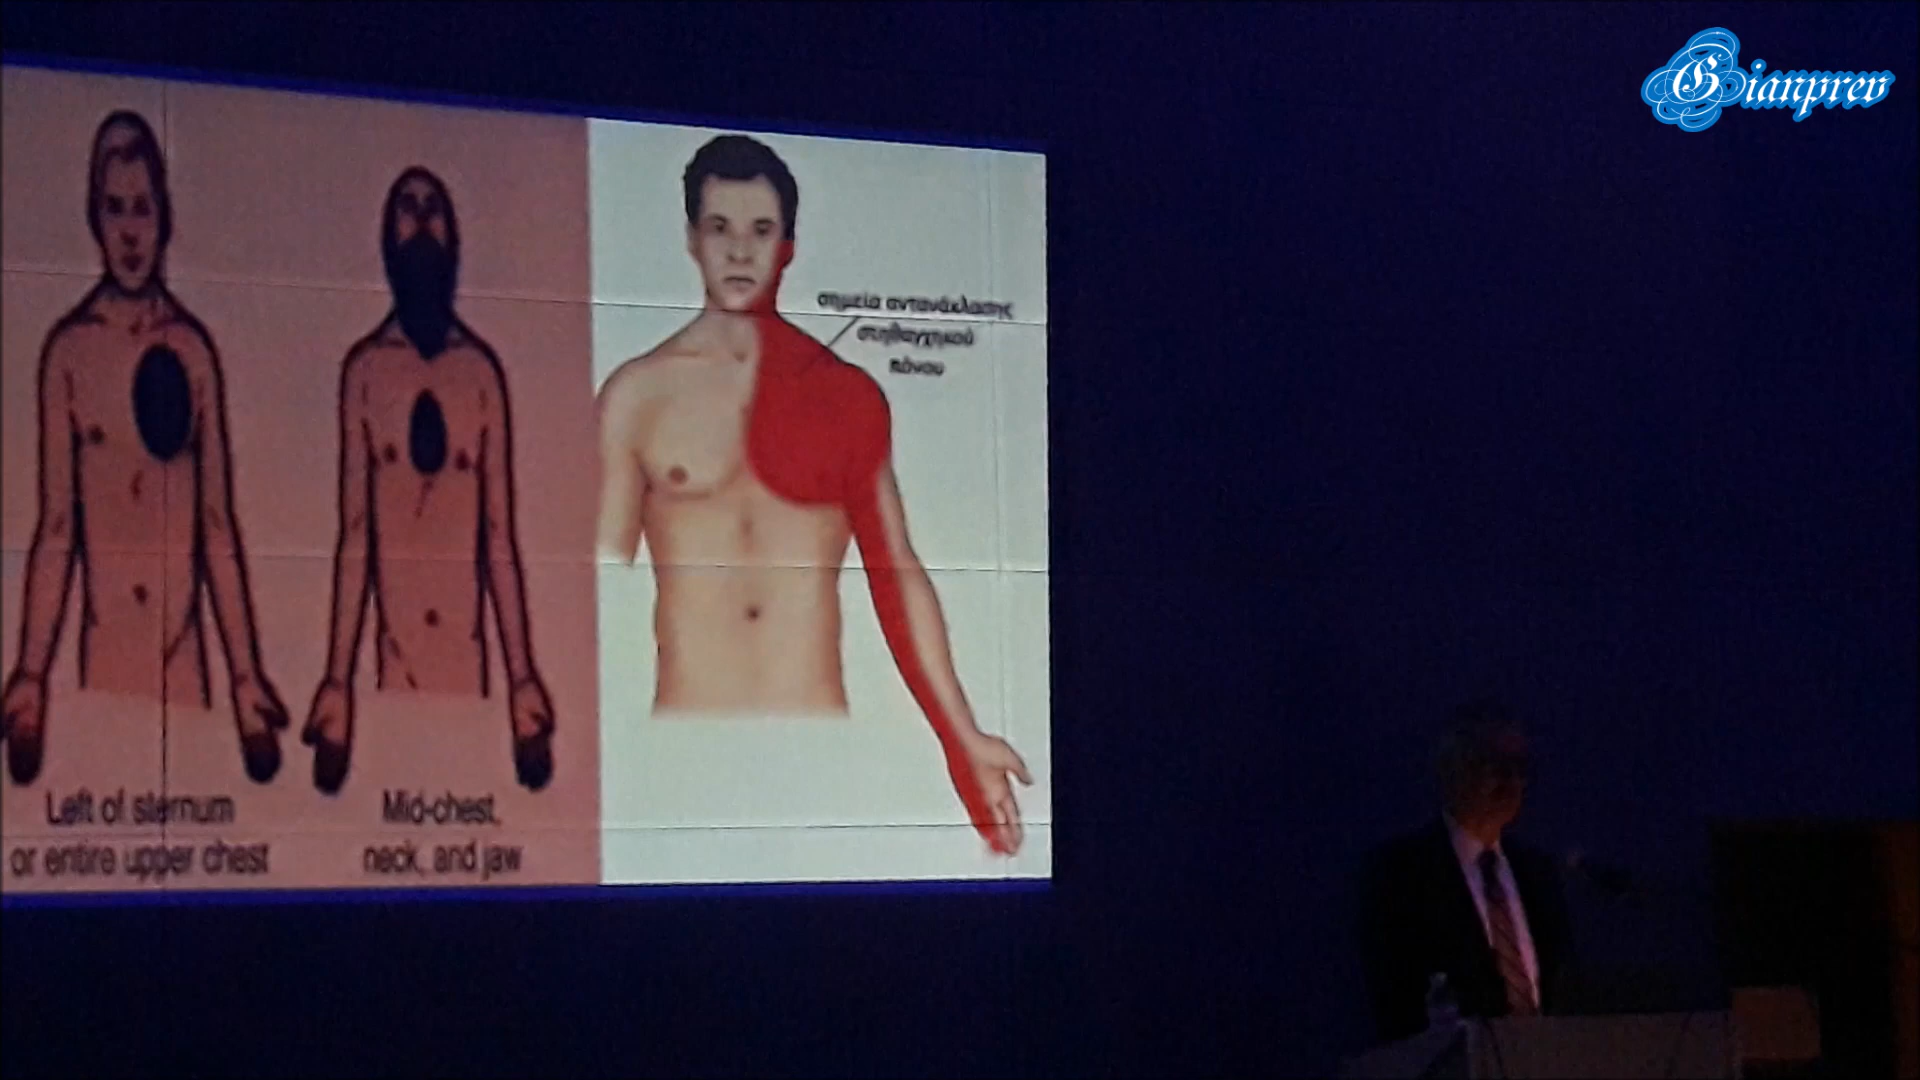 Gianprev
σημεία αντανάκλασης
στηθαγχικού
πόνου
Left of sternum
or entire upper chest
Mid-chest,
neck, and jaw